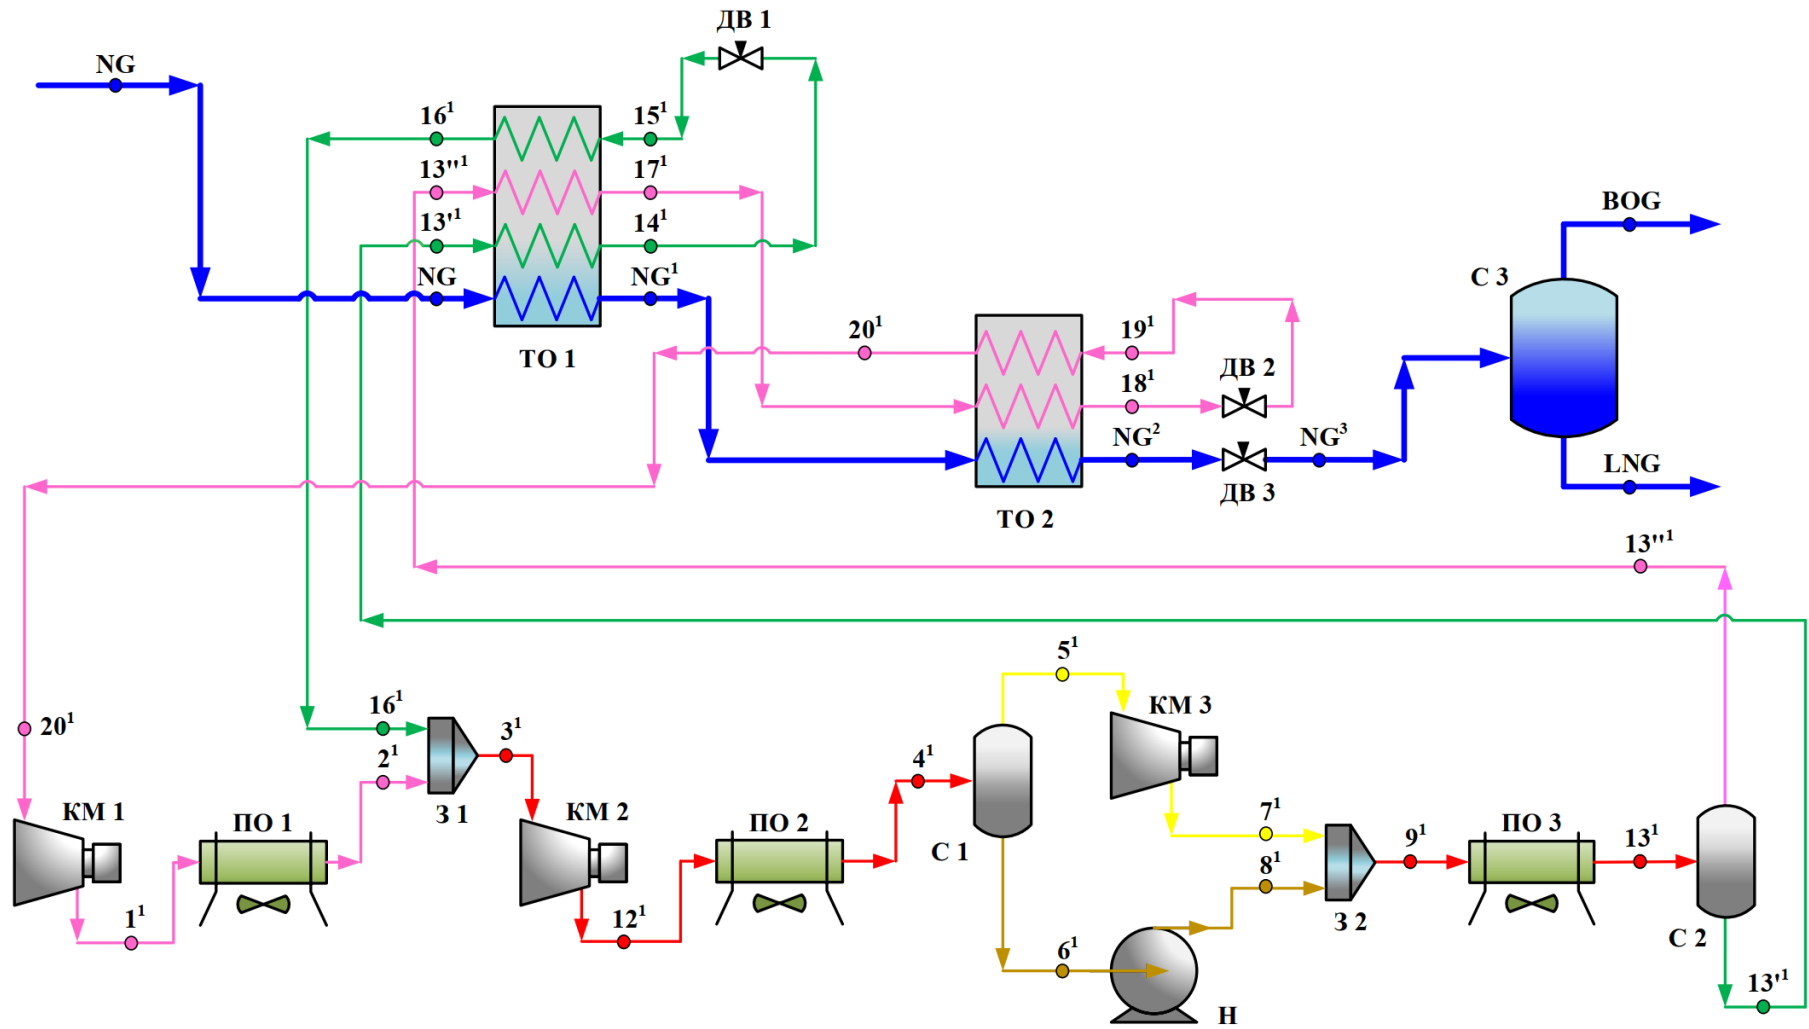 ДВ 1
NG
16¹
15¹
13''¹
17¹
13'¹
14¹
NG
NG¹
ТО 1
BOG
С 3
20¹
19¹
ДВ 2
18¹
NG²
NG³
ДВ 3
LNG
ТО 2
13''¹
5¹
16¹
3¹
20¹
2¹
4¹
КМ 3
КМ 1
ПО 1
З 1
КМ 2
ПО 2
С 1
7¹
9¹
ПО 3
13¹
8¹
1¹
12¹
З 2
С 2
6¹
13'¹
Н